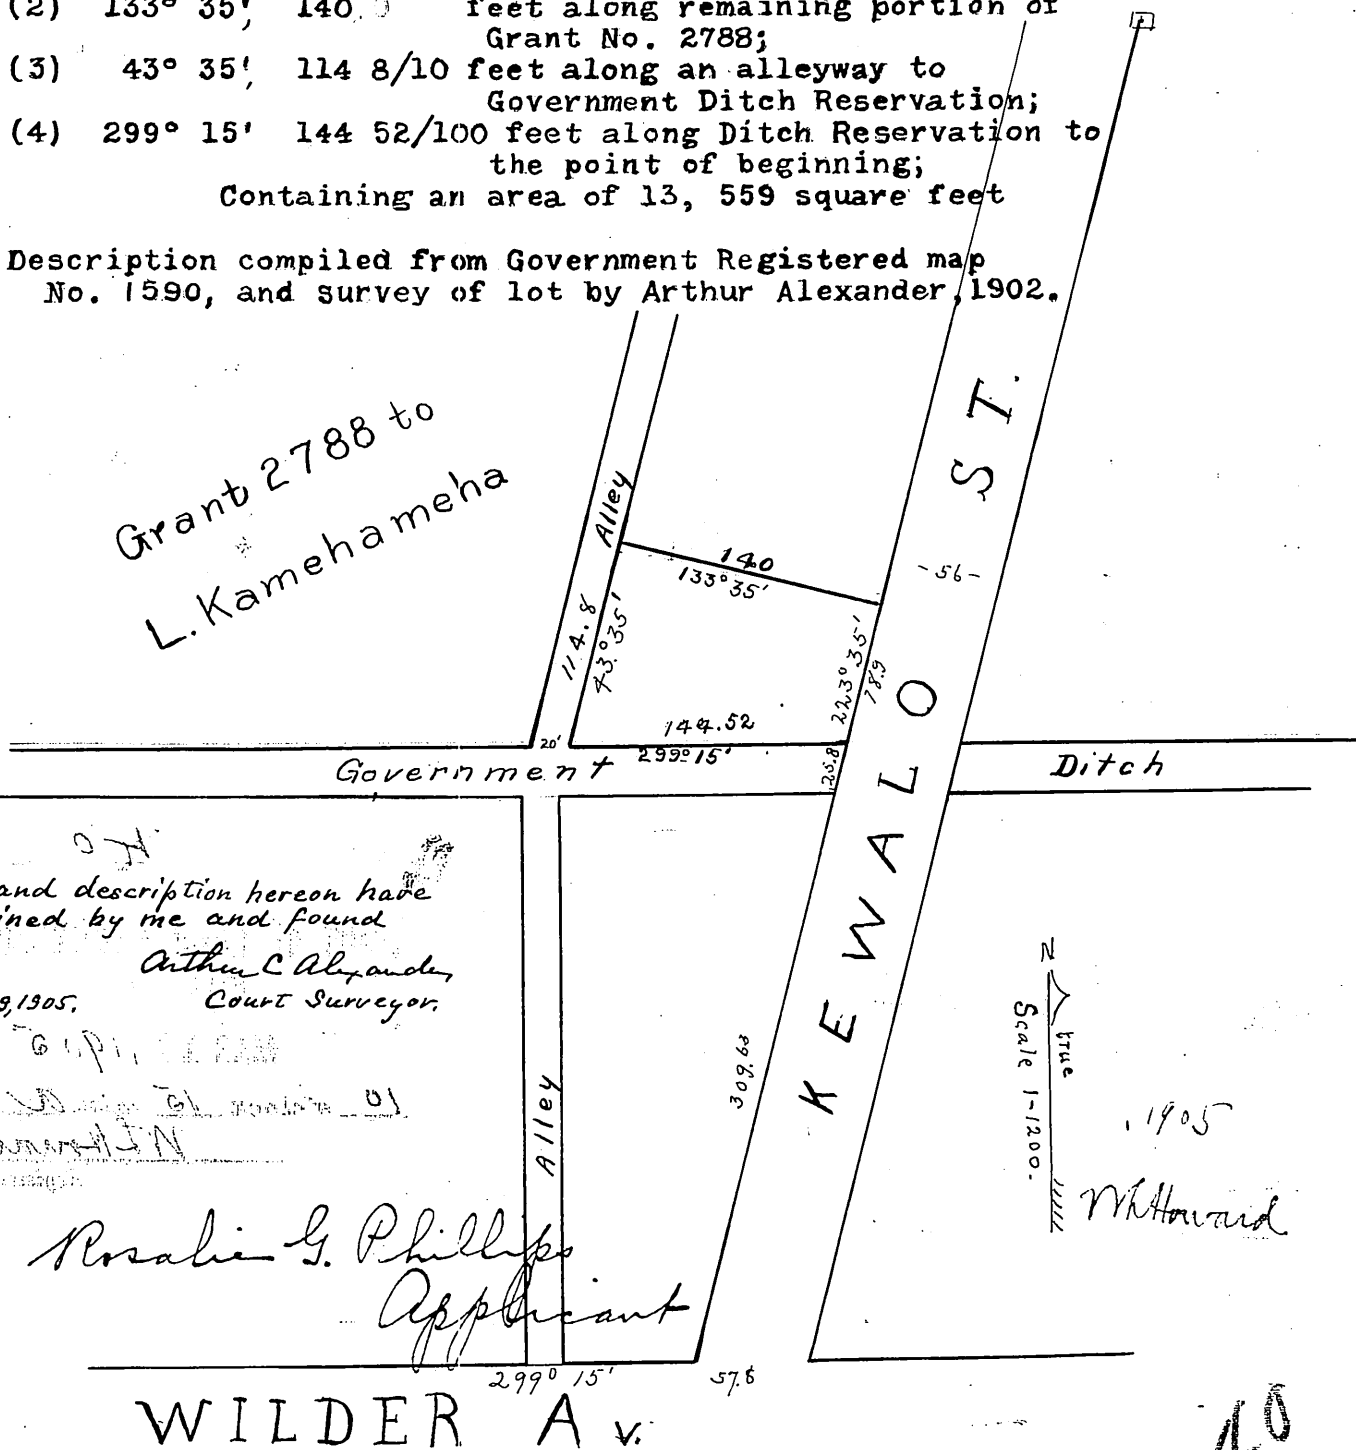 (2) 133° 35', 140.0 feet along remaining portion of
Grant No. 2788;
(3) 43° 35', 114 8/10 feet along an alleyway to
Government Ditch Reservation;
(4) 299° 15' 144 52/100 feet along Ditch Reservation to
the point of beginning;
Containing an area of 13, 559 square feet
Description compiled from Government Registered map
No. 1590, and survey of lot by Arthur Alexander, 1902.
Grant 2788 to
L. Kamehameha
Alley
114.8
43°35'
140
133°35'
-56-
223°35'
78.9
144.52
299°15'
20'
25.8
Government Ditch
KEWALO ST.
and description hereon have
ined by me and found
Arthur C Alexander
Court Surveyor.
9,1905.
Alley
309.68
N
true
Scale 1-1200.
.1905
Rosalie G. Phillips
Applicant
299° 15'
57.8
WILDER Av.